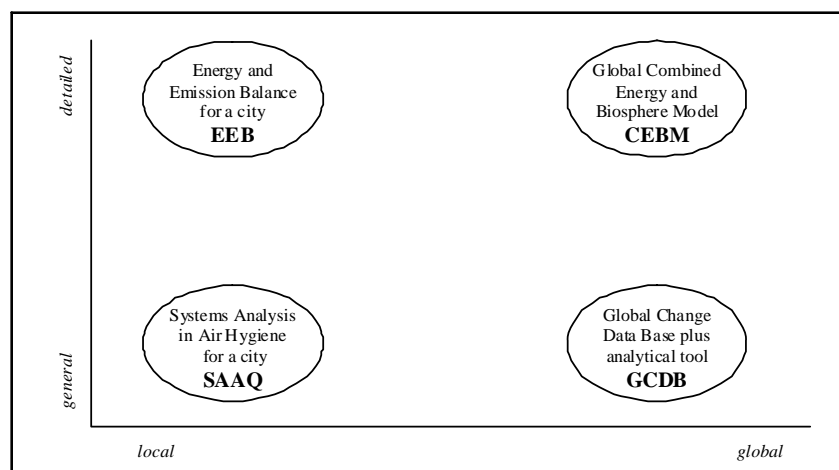 detailed
Energy and
Emission Balance
for a city
EEB
Global Combined
Energy and
Biosphere Model
CEBM
general
Systems Analysis
in Air Hygiene
for a city
SAAQ
Global Change
Data Base plus
analytical tool
GCDB
local
global